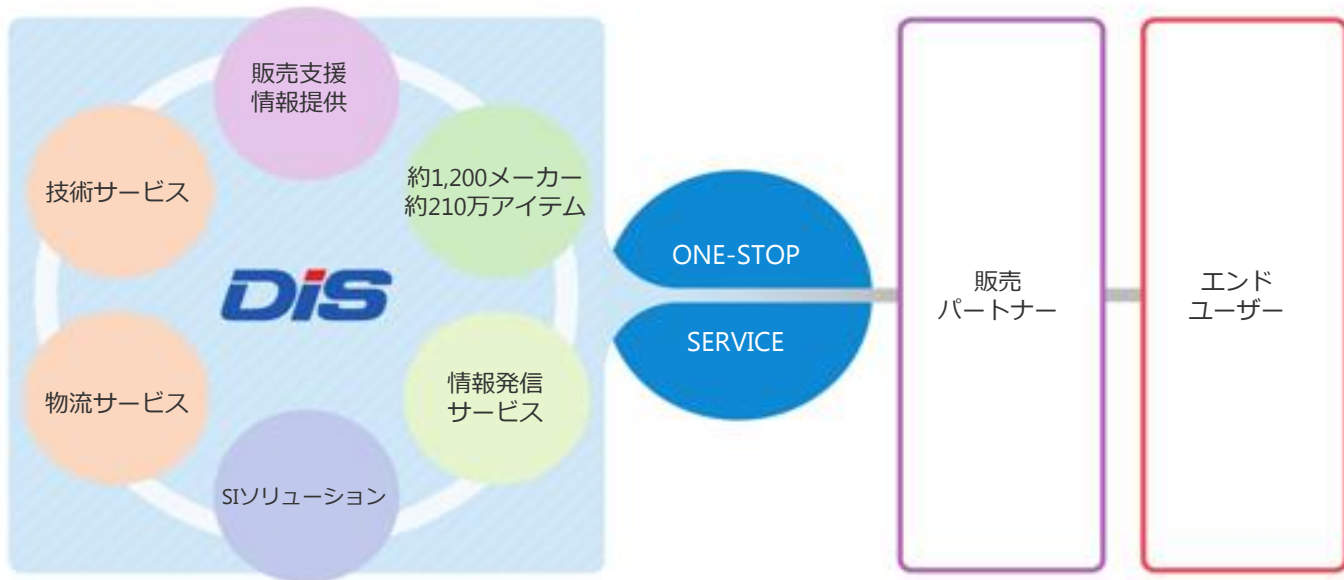 販売支援
情報提供
技術サービス
約1,200メーカー
約210万アイテム
DiS
物流サービス
情報発信
サービス
SIソリューション
ONE-STOP
SERVICE
販売
パートナー
エンド
ユーザー